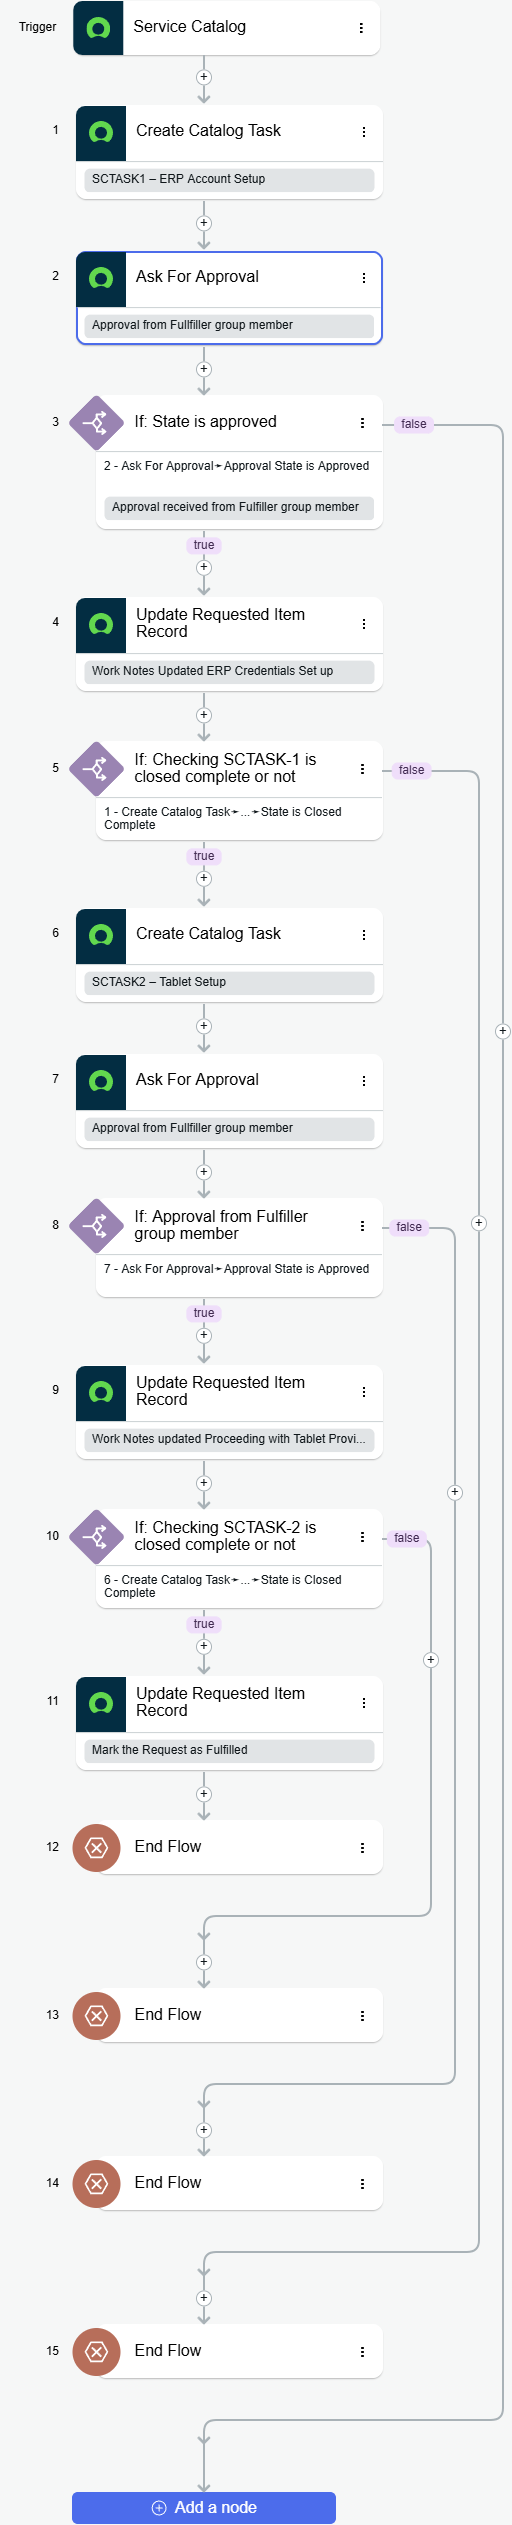 Trigger
Service Catalog
1
Create Catalog Task
SCTASK1 – ERP Account Setup
2
Ask For Approval
Approval from Fullfiller group member
3
If: State is approved
false
2 - Ask For Approval➛Approval State is Approved
Approval received from Fulfiller group member
true
4
Update Requested Item
Record
Work Notes Updated ERP Credentials Set up
5
If: Checking SCTASK-1 is
closed complete or not
false
1 - Create Catalog Task➛...➛State is Closed
Complete
true
6
Create Catalog Task
SCTASK2 – Tablet Setup
7
Ask For Approval
Approval from Fullfiller group member
8
If: Approval from Fulfiller
group member
false
7 - Ask For Approval➛Approval State is Approved
true
9
Update Requested Item
Record
Work Notes updated Proceeding with Tablet Provi...
10
If: Checking SCTASK-2 is
closed complete or not
false
6 - Create Catalog Task➛...➛State is Closed
Complete
true
11
Update Requested Item
Record
Mark the Request as Fulfilled
12
End Flow
13
End Flow
14
End Flow
15
End Flow
Add a node